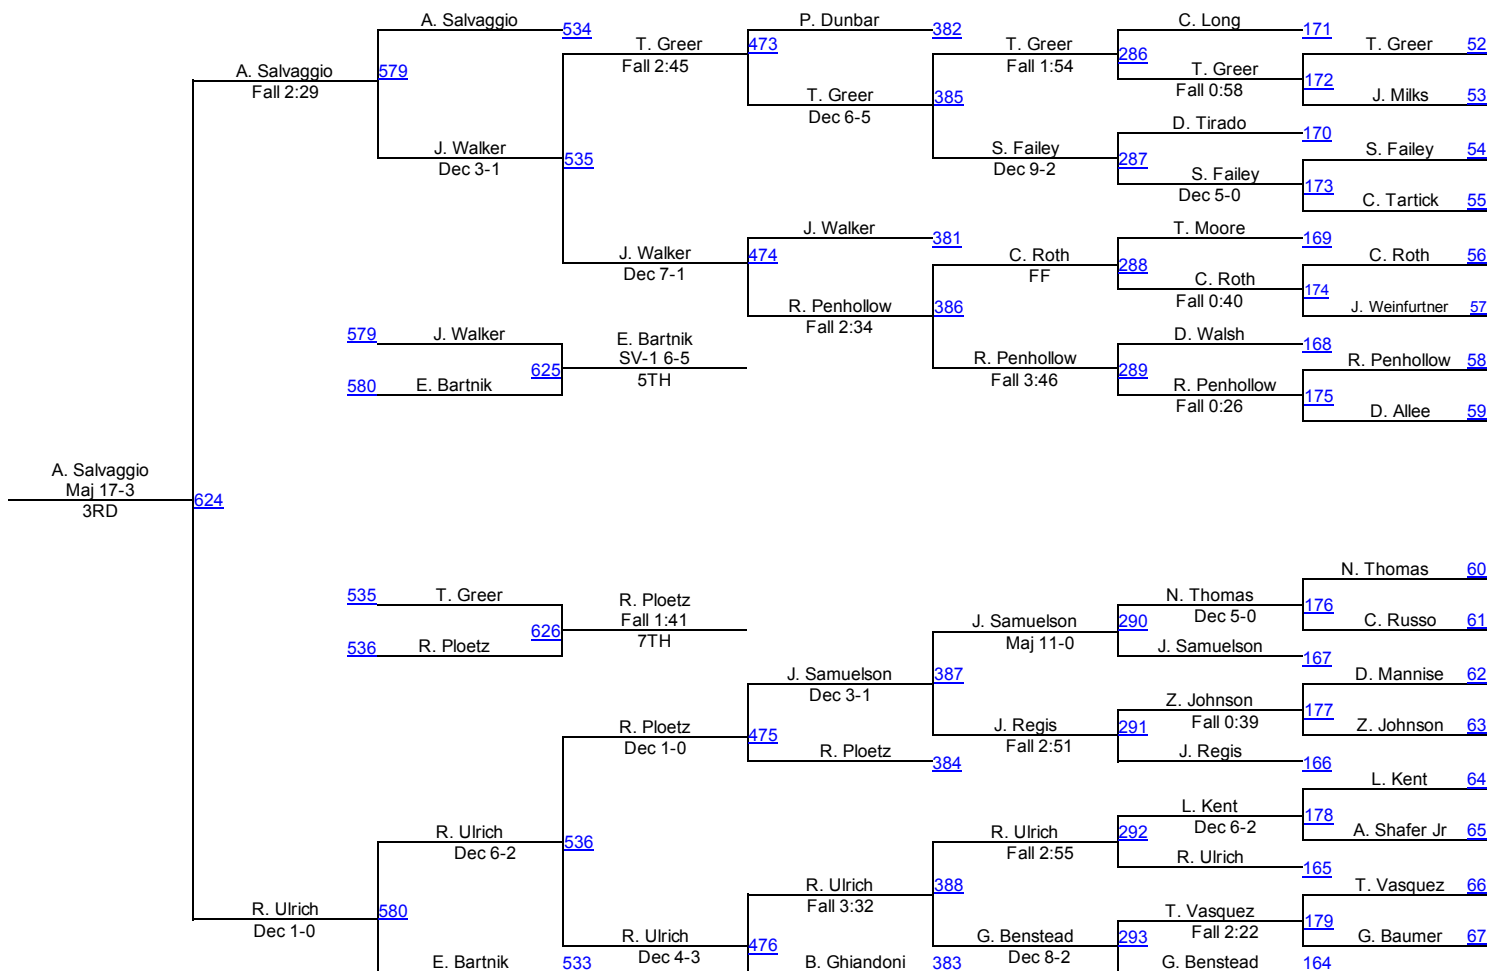 A. Salvaggio 534
P. Dunbar 382
C. Long 171
T. Greer 473
Fall 2:45
T. Greer 286
Fall 1:54
T. Greer 52
A. Salvaggio 579
Fall 2:29
T. Greer 172
Fall 0:58
T. Greer 385
Dec 6-5
J. Milks 53
D. Tirado 170
J. Walker 535
Dec 3-1
S. Failey 287
Dec 9-2
S. Failey 54
S. Failey 173
Dec 5-0
C. Tartick 55
J. Walker 381
T. Moore 169
J. Walker 474
Dec 7-1
C. Roth 288
FF
C. Roth 56
C. Roth 174
Fall 0:40
R. Penhollow 386
Fall 2:34
J. Weinfurtner 57
579 J. Walker
E. Bartnik
SV-1 6-5
5TH
625
D. Walsh 168
R. Penhollow 289
Fall 3:46
R. Penhollow 58
580 E. Bartnik
R. Penhollow 175
Fall 0:26
D. Allee 59
A. Salvaggio
Maj 17-3
3RD
624
N. Thomas 60
535 T. Greer
R. Ploetz
Fall 1:41
7TH
626
N. Thomas 176
Dec 5-0
J. Samuelson 290
Maj 11-0
C. Russo 61
536 R. Ploetz
J. Samuelson 167
J. Samuelson 387
Dec 3-1
D. Mannise 62
Z. Johnson 177
Fall 0:39
R. Ploetz 475
Dec 1-0
J. Regis 291
Fall 2:51
Z. Johnson 63
R. Ploetz 384
J. Regis 166
L. Kent 64
L. Kent 178
Dec 6-2
R. Ulrich 536
Dec 6-2
R. Ulrich 292
Fall 2:55
A. Shafer Jr 65
R. Ulrich 165
R. Ulrich 388
Fall 3:32
T. Vasquez 66
R. Ulrich 580
Dec 1-0
T. Vasquez 179
Fall 2:22
R. Ulrich 476
Dec 4-3
G. Benstead 293
Dec 8-2
G. Baumer 67
E. Bartnik 533
B. Ghiandoni 383
G. Benstead 164